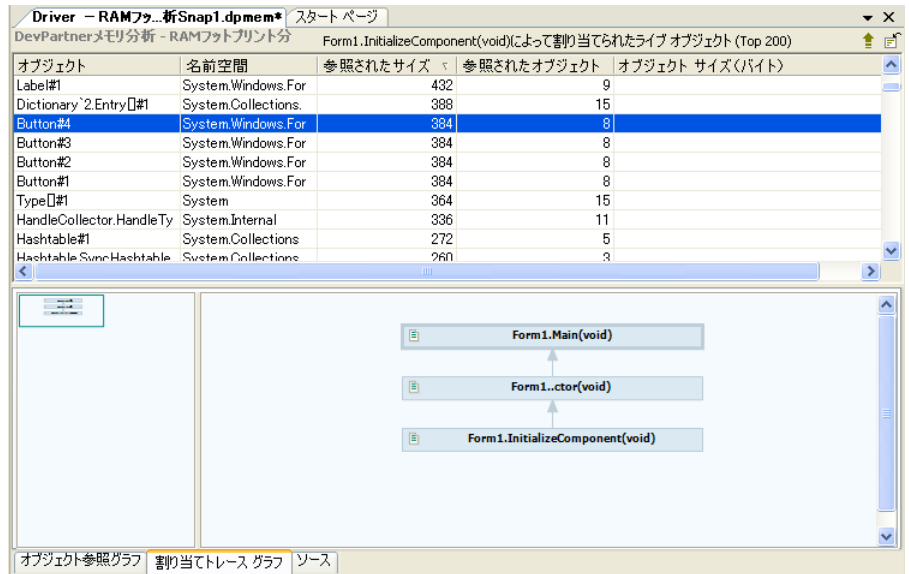 Driver - RAMフッ...析Snap1.dpmem* スタート ページ
DevPartnerメモリ分析 - RAMフットプリント分 Form1.InitializeComponent(void)によって割り当てられたライブ オブジェクト (Top 200)
オブジェクト 名前空間 参照されたサイズ 参照されたオブジェクト オブジェクト サイズ(バイト)
Label#1 System.Windows.For 432 9
Dictionary`2.Entry[]#1 System.Collections. 388 15
Button#4 System.Windows.For 384 8
Button#3 System.Windows.For 384 8
Button#2 System.Windows.For 384 8
Button#1 System.Windows.For 384 8
Type[]#1 System 364 15
HandleCollector.HandleTy System.Internal 336 11
Hashtable#1 System.Collections 272 5
Hashtable.SyncHashtable System.Collections 260 3
Form1.Main(void)
Form1..ctor(void)
Form1.InitializeComponent(void)
オブジェクト参照グラフ 割り当てトレース グラフ ソース